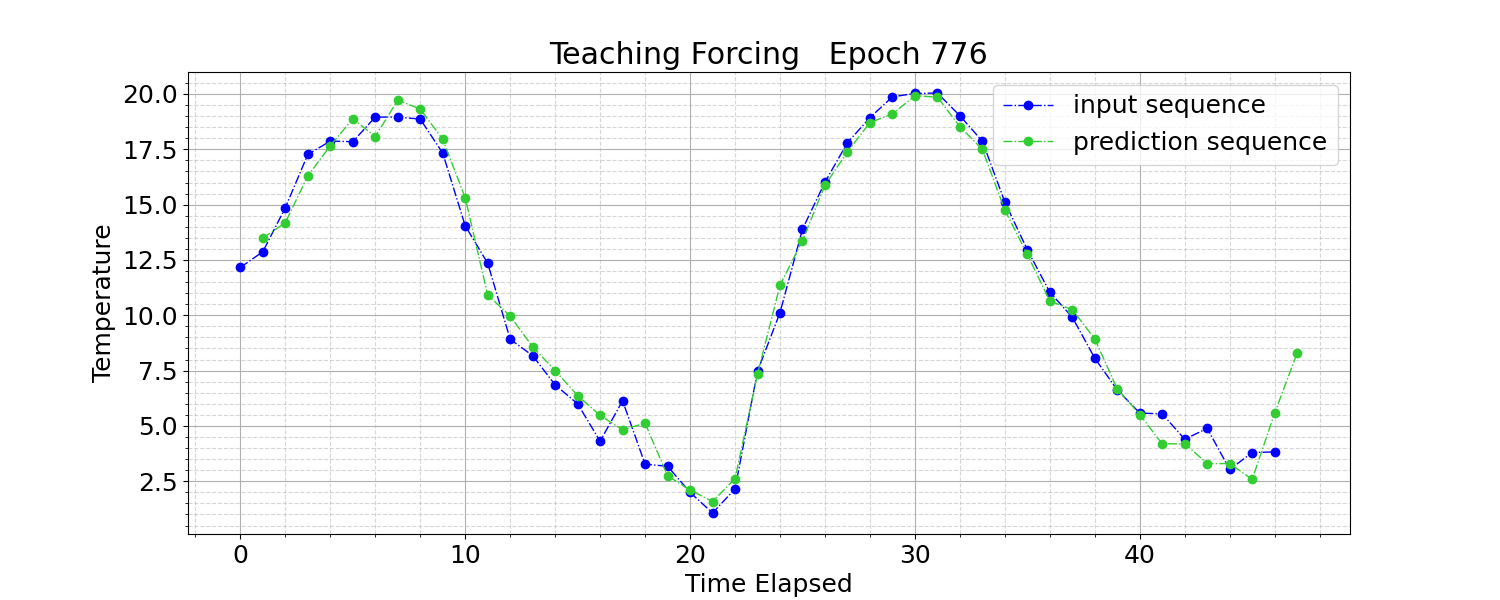 Teaching Forcing   Epoch 776
20.0
17.5
15.0
12.5
10.0
7.5
5.0
2.5
Temperature
input sequence
prediction sequence
0 10 20 30 40
Time Elapsed